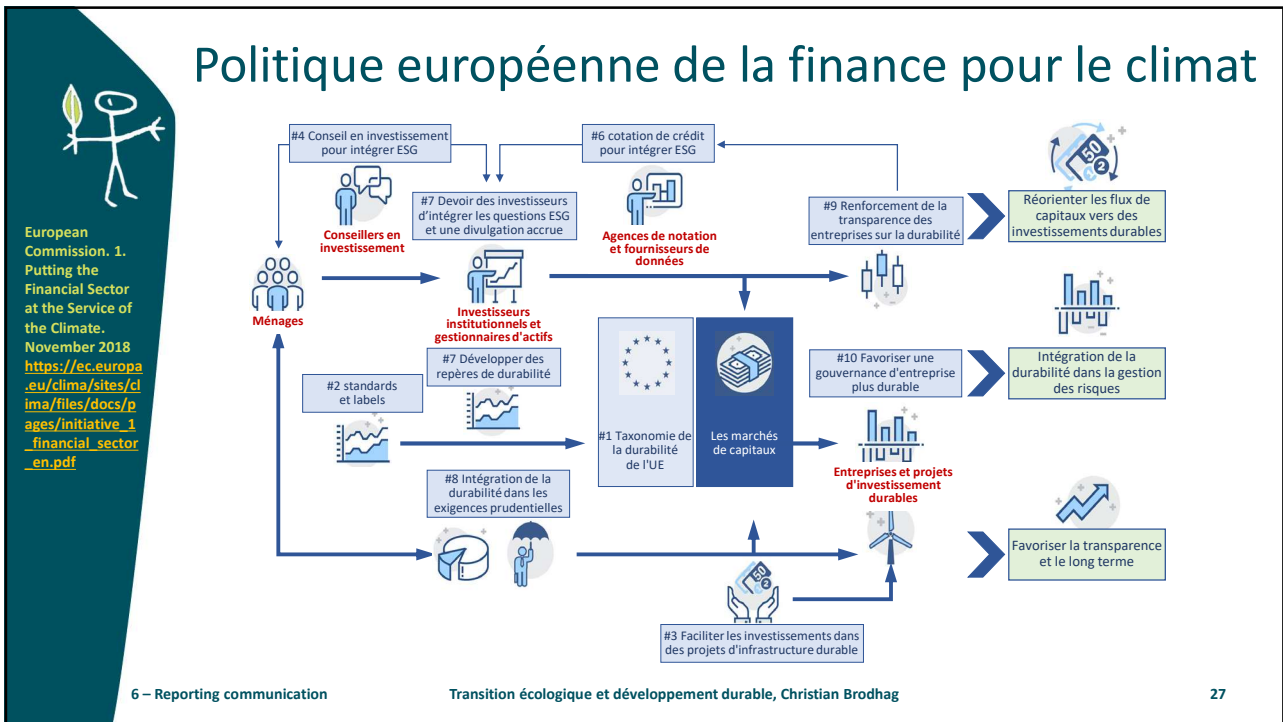 Politique européenne de la finance pour le climat
European
Commission. 1.
Putting the
Financial Sector
at the Service of
the Climate.
November 2018
https://ec.europa
.eu/clima/sites/cl
ima/files/docs/p
ages/initiative_1
_financial_sector
_en.pdf
#4 Conseil en investissement
pour intégrer ESG
Conseillers en
investissement
#6 cotation de crédit
pour intégrer ESG
Agences de notation
et fournisseurs de
données
#7 Devoir des investisseurs
d'intégrer les questions ESG
et une divulgation accrue
Investisseurs
institutionnels et
gestionnaires d'actifs
#9 Renforcement de la
transparence des
entreprises sur la durabilité
50
2
Réorienter les flux de
capitaux vers des
investissements durables
Ménages
#7 Développer des
repères de durabilité
#2 standards
et labels
#1 Taxonomie de
la durabilité
de l'UE
Les marchés
de capitaux
#10 Favoriser une
gouvernance d'entreprise
plus durable
Entreprises et projets
d'investissement
durables
Intégration de la
durabilité dans la gestion
des risques
#8 Intégration de la
durabilité dans les
exigences prudentielles
50
2
#3 Faciliter les investissements dans
des projets d'infrastructure durable
Favoriser la transparence
et le long terme
6 – Reporting communication
Transition écologique et développement durable, Christian Brodhag
27